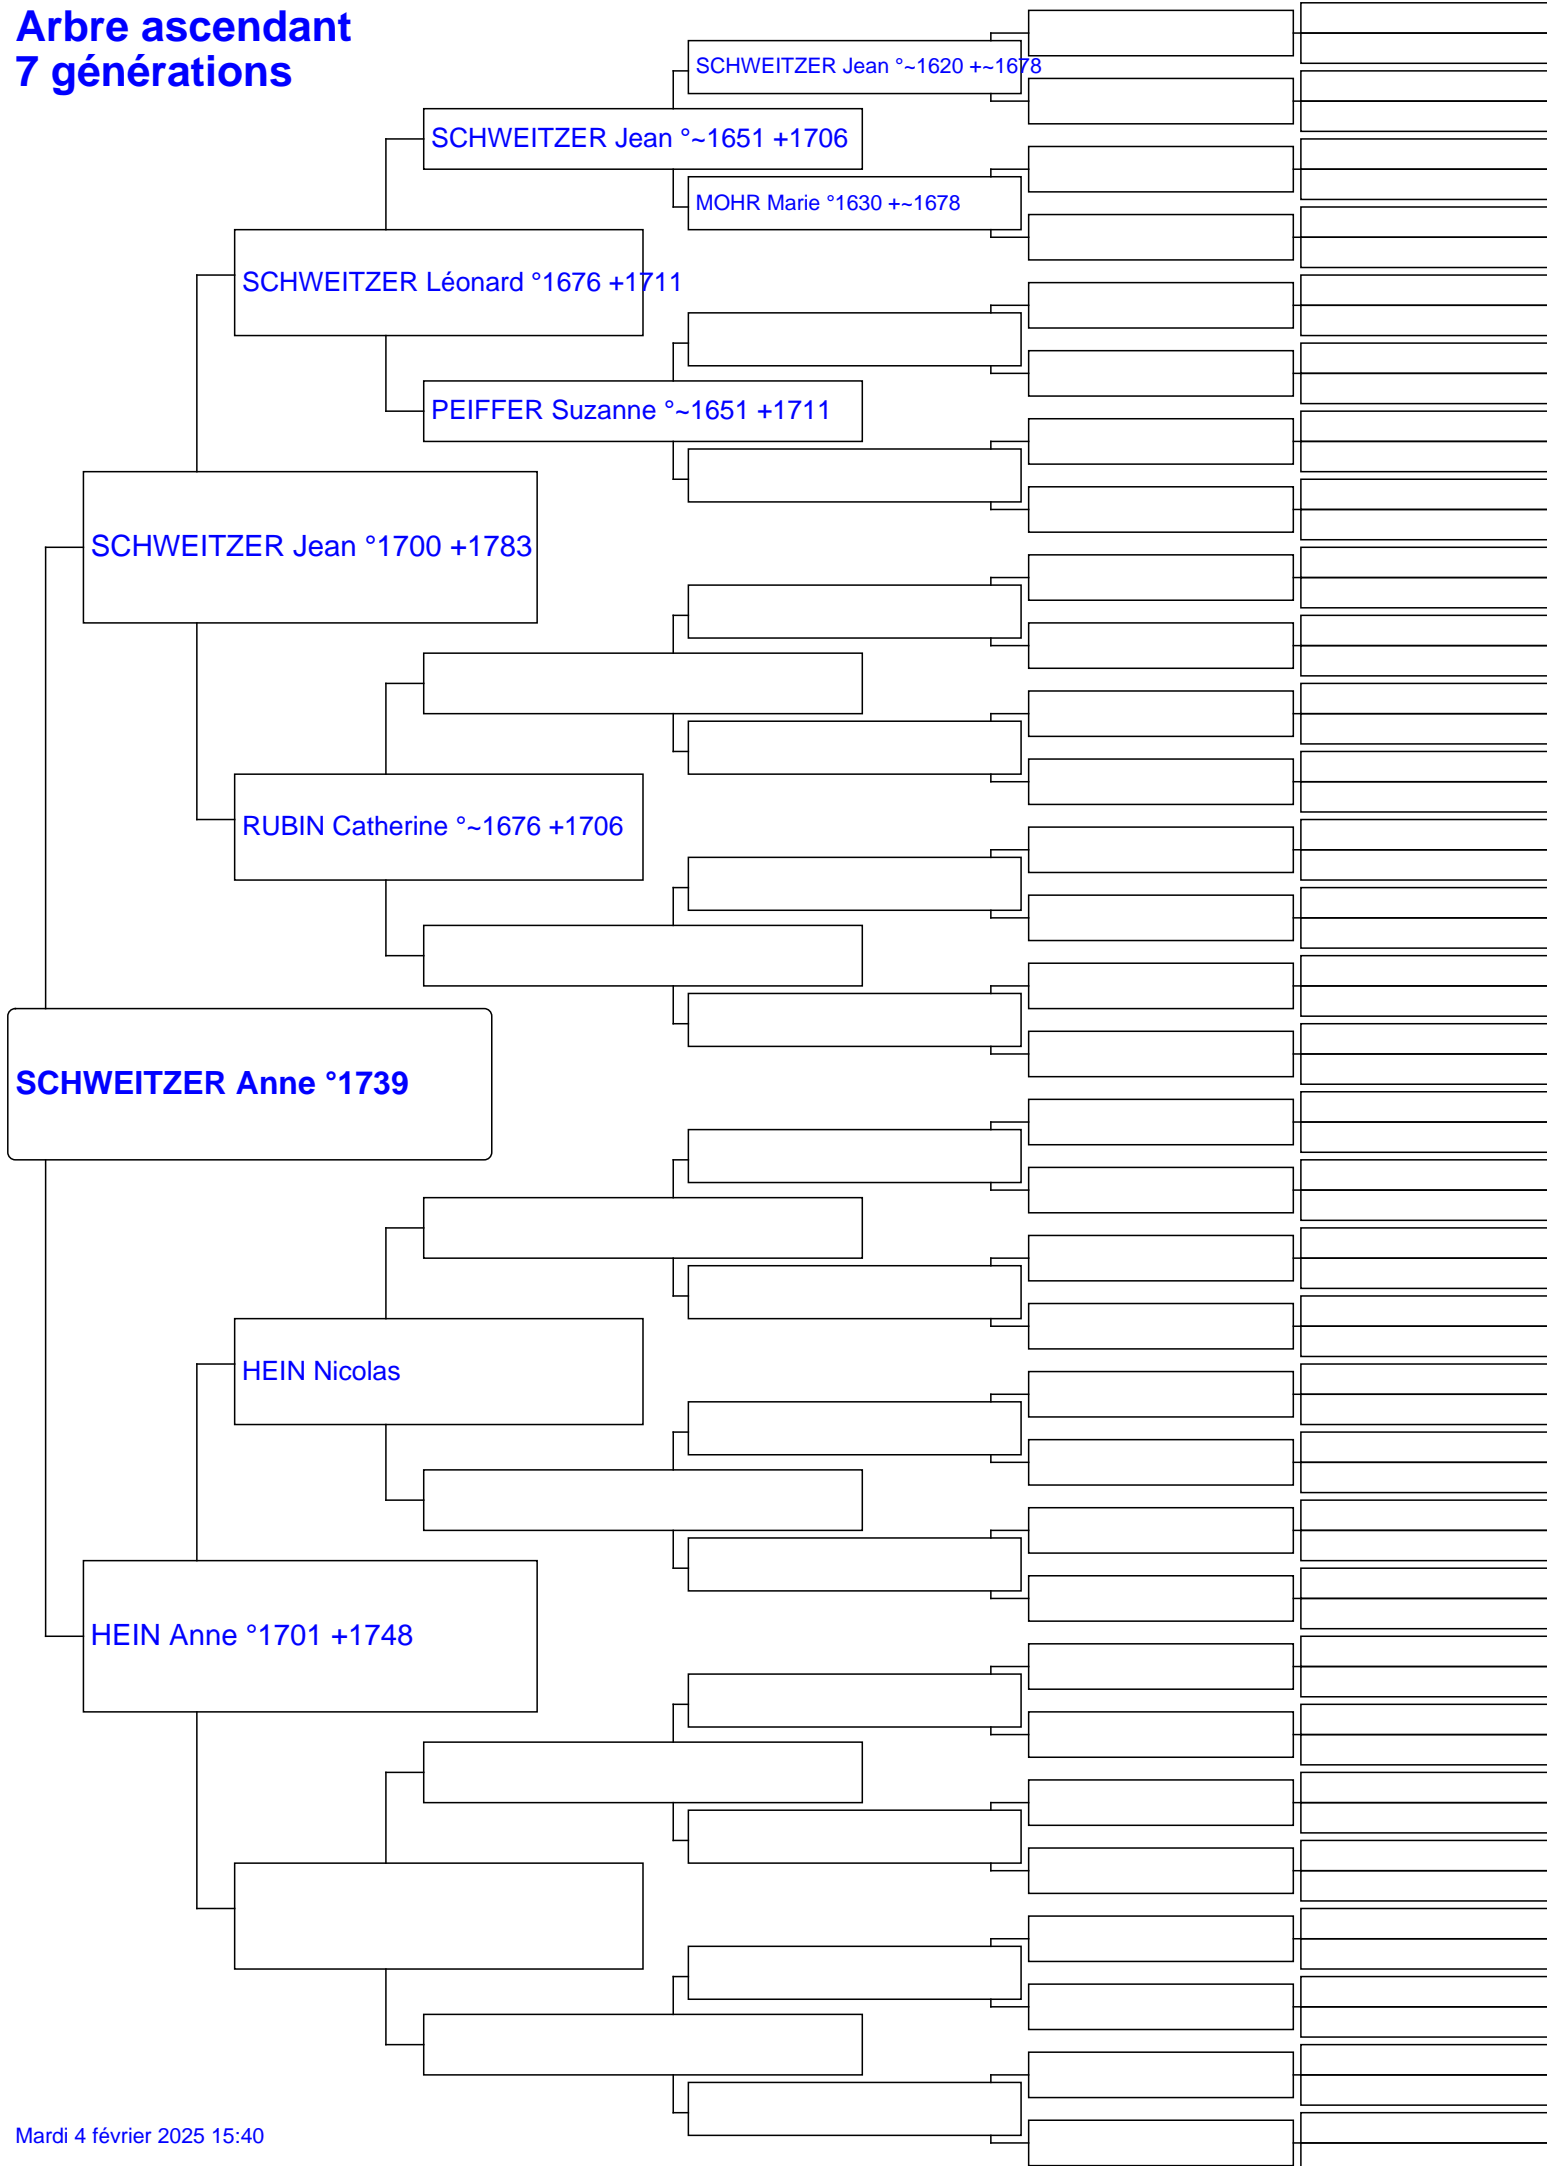 Arbre ascendant
7 générations
SCHWEITZER Jean °~1620 +~1678
SCHWEITZER Jean °~1651 +1706
MOHR Marie °1630 +~1678
SCHWEITZER Léonard °1676 +1711
PEIFFER Suzanne °~1651 +1711
SCHWEITZER Jean °1700 +1783
RUBIN Catherine °~1676 +1706
SCHWEITZER Anne °1739
HEIN Nicolas
HEIN Anne °1701 +1748
Mardi 4 février 2025 15:40